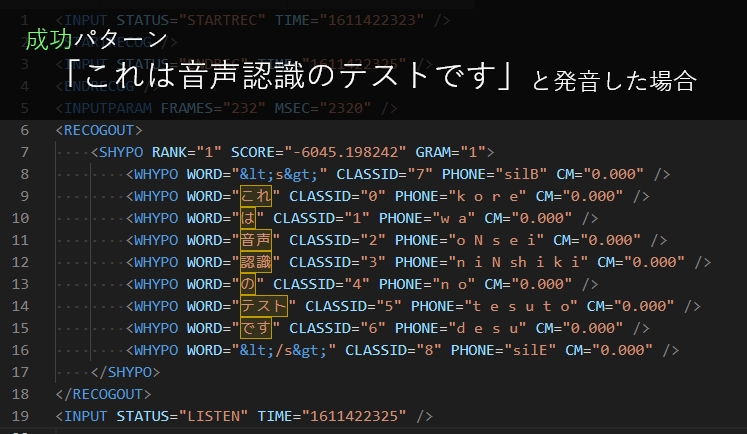 1 <INPUT STATUS="STARTREC" TIME="1611422323" />
成功パターン
「これは音声認識のテストです」と発音した場合
3 <INPUT STATUS="ENDREC" TIME="1611422325" />
4 <ENDRECOG />
5 <INPUTPARAM FRAMES="232" MSEC="2320" />
6 <RECOGOUT>
7 ····<SHYPO RANK="1" SCORE="-6045.198242" GRAM="1">
8 ········<WHYPO WORD="&lt;s&gt;" CLASSID="7" PHONE="silB" CM="0.000" />
9 ········<WHYPO WORD="これ" CLASSID="0" PHONE="k o r e" CM="0.000" />
10 ········<WHYPO WORD="は" CLASSID="1" PHONE="w a" CM="0.000" />
11 ········<WHYPO WORD="音声" CLASSID="2" PHONE="o N s e i" CM="0.000" />
12 ········<WHYPO WORD="認識" CLASSID="3" PHONE="n i N sh i k i" CM="0.000" />
13 ········<WHYPO WORD="の" CLASSID="4" PHONE="n o" CM="0.000" />
14 ········<WHYPO WORD="テスト" CLASSID="5" PHONE="t e s u t o" CM="0.000" />
15 ········<WHYPO WORD="です" CLASSID="6" PHONE="d e s u" CM="0.000" />
16 ········<WHYPO WORD="&lt;/s&gt;" CLASSID="8" PHONE="silE" CM="0.000" />
17 ····</SHYPO>
18 </RECOGOUT>
19 <INPUT STATUS="LISTEN" TIME="1611422325" />